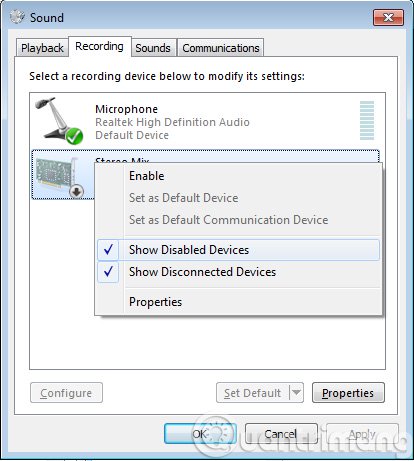 Sound
Playback Recording Sounds Communications
Select a recording device below to modify its settings:
Microphone
Realtek High Definition Audio
Default Device
Stereo Mix
Enable
Set as Default Device
Set as Default Communication Device
Show Disabled Devices
Show Disconnected Devices
Properties
Configure Set Default Properties
OK Cancel Apply
Quantrimang